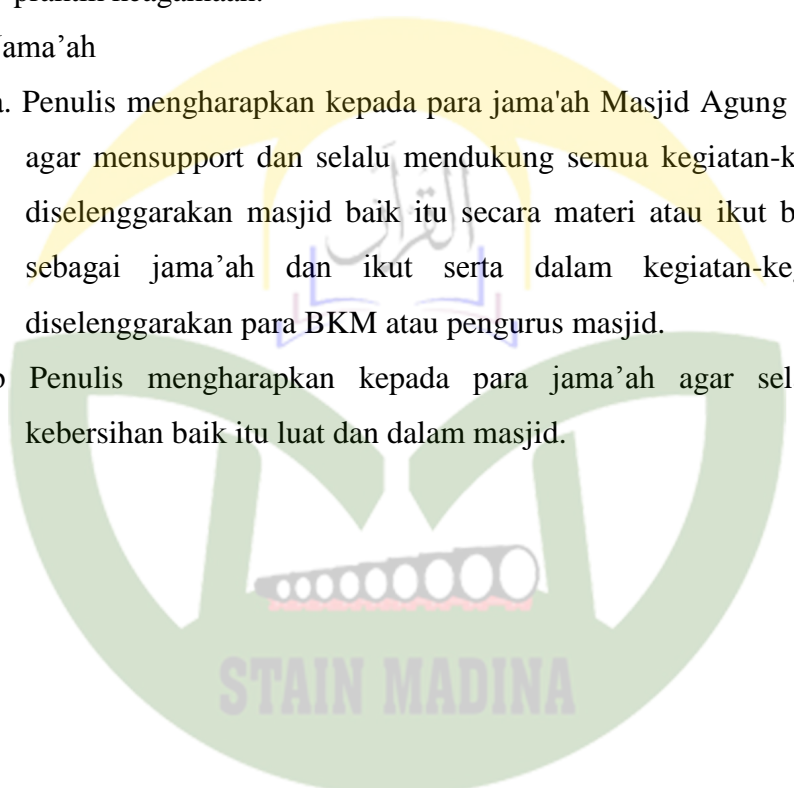 praktik keagamaan.
Jama’ah
a. Penulis mengharapkan kepada para jama'ah Masjid Agung
agar mensupport dan selalu mendukung semua kegiatan-k
diselenggarakan masjid baik itu secara materi atau ikut b
sebagai jama’ah dan ikut serta dalam kegiatan-keg
diselenggarakan para BKM atau pengurus masjid.
b Penulis mengharapkan kepada para jama’ah agar sel
kebersihan baik itu luat dan dalam masjid.
القرآن
STAIN MADINA